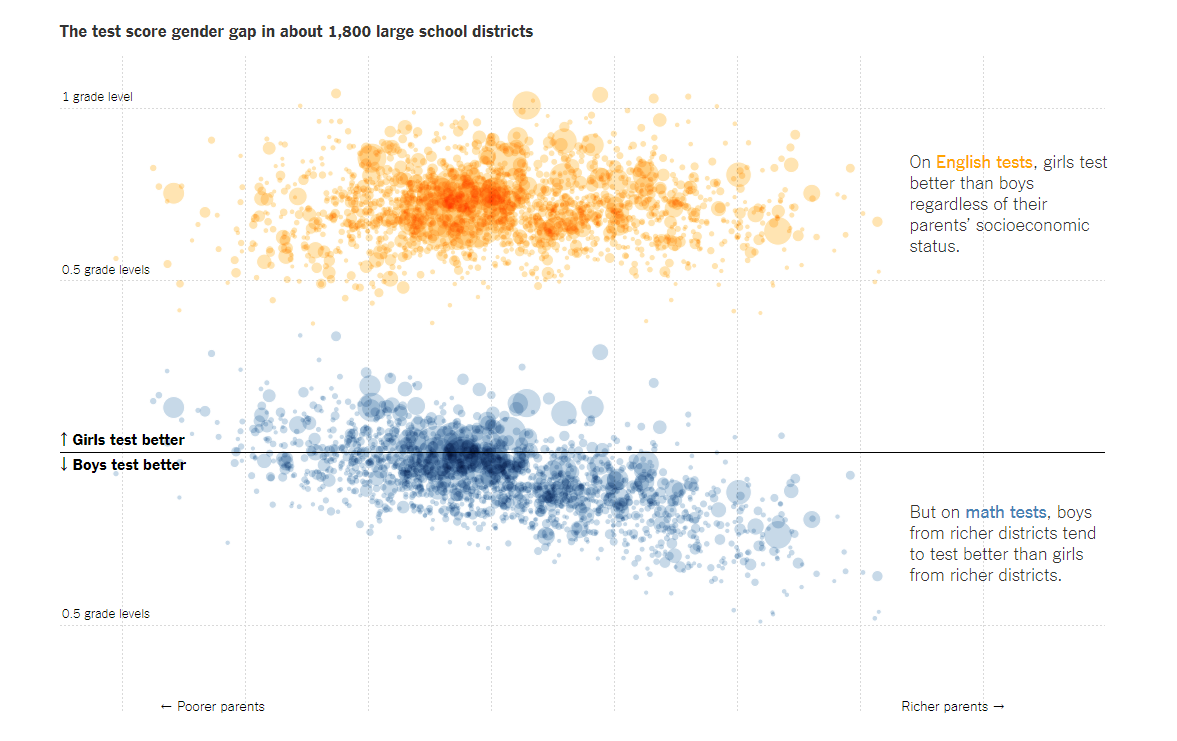 The test score gender gap in about 1,800 large school districts
1 grade level
On English tests, girls test
better than boys
regardless of their
parents’ socioeconomic
status.
0.5 grade levels
↑ Girls test better
↓ Boys test better
But on math tests, boys
from richer districts tend
to test better than girls
from richer districts.
0.5 grade levels
← Poorer parents
Richer parents →